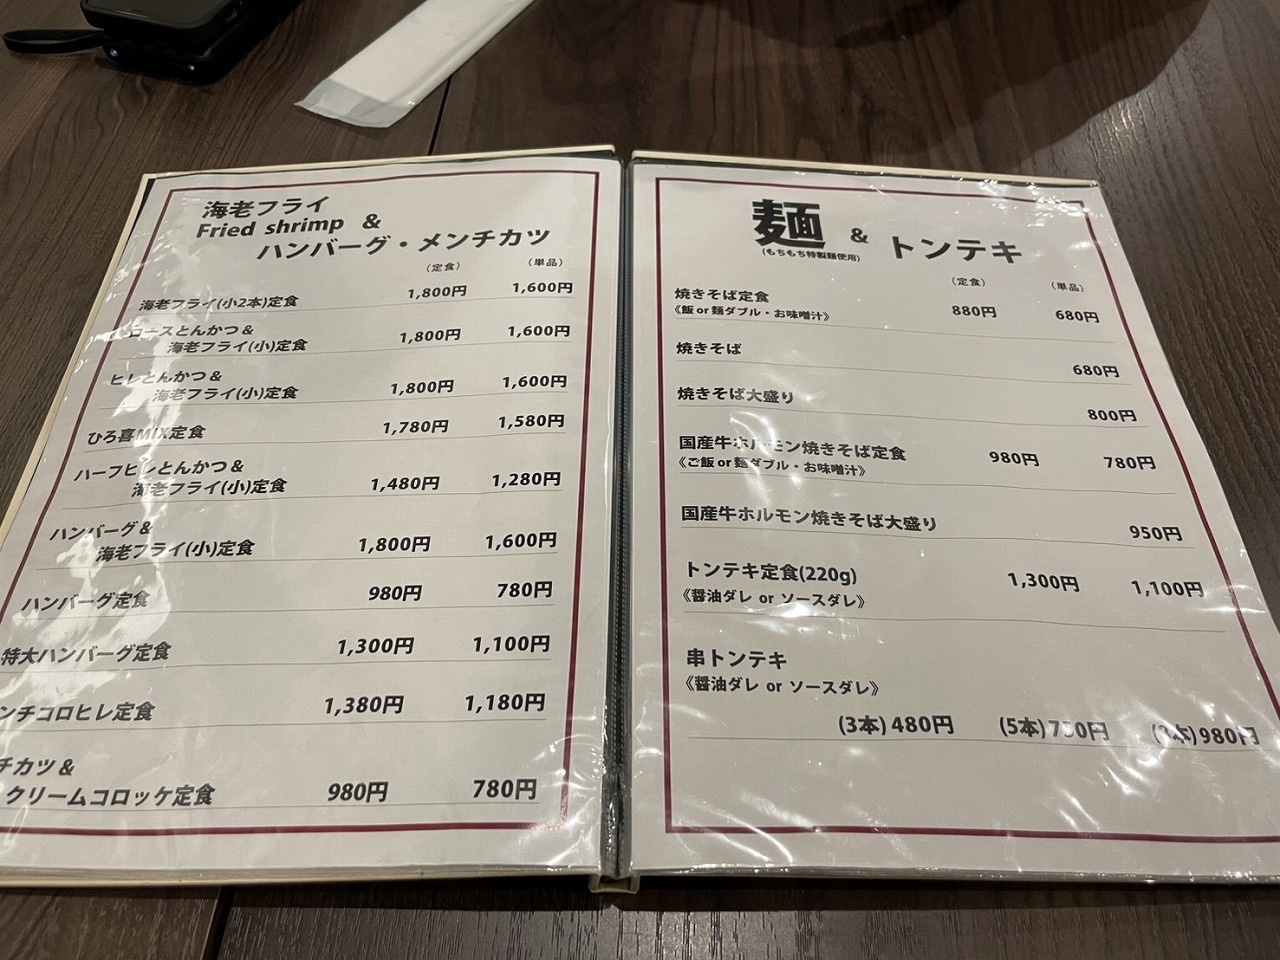 海老フライ
Fried shrimp &
ハンバーグ・メンチカツ
(定食) (単品)
海老フライ(小2本)定食 1,800円 1,600円
ロースとんかつ&
海老フライ(小)定食 1,800円 1,600円
ヒレとんかつ&
海老フライ(小)定食 1,800円 1,600円
ひろ喜MIX定食 1,780円 1,580円
ハーフヒレとんかつ&
海老フライ(小)定食 1,480円 1,280円
ハンバーグ&
海老フライ(小)定食 1,800円 1,600円
ハンバーグ定食 980円 780円
特大ハンバーグ定食 1,300円 1,100円
ンチコロヒレ定食 1,380円 1,180円
チカツ&
クリームコロッケ定食 980円 780円
麺 & トンテキ
(もちもち特製麺使用)
(定食) (単品)
焼きそば定食 880円 680円
《飯or麺ダブル・お味噌汁》
焼きそば 680円
焼きそば大盛り 800円
国産牛ホルモン焼きそば定食 980円 780円
《ご飯or麺ダブル・お味噌汁》
国産牛ホルモン焼きそば大盛り 950円
トンテキ定食(220g) 1,300円 1,100円
《醤油ダレ or ソースダレ》
串トンテキ
《醤油ダレ or ソースダレ》
(3本)480円 (5本) 980円